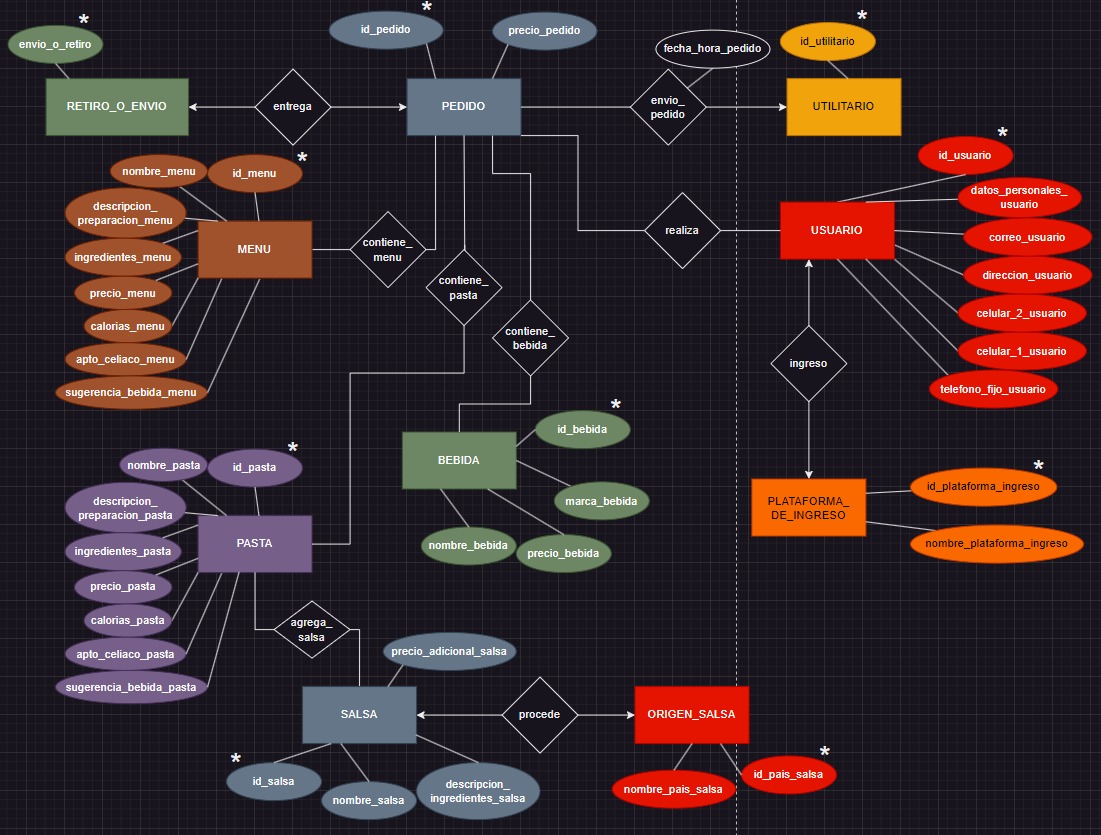 *
envio_o_retiro
*
id_pedido
precio_pedido
fecha_hora_pedido
*
id_utilitario
RETIRO_O_ENVIO
entrega
PEDIDO
envio_
pedido
UTILITARIO
nombre_menu
*
id_menu
descripcion_
preparacion_menu
ingredientes_menu
precio_menu
calorias_menu
apto_celiaco_menu
sugerencia_bebida_menu
MENU
contiene_
menu
contiene_
pasta
contiene_
bebida
realiza
USUARIO
*
id_usuario
datos_personales_
usuario
correo_usuario
direccion_usuario
celular_2_usuario
celular_1_usuario
telefono_fijo_usuario
ingreso
PLATAFORMA_
DE_INGRESO
*
id_plataforma_ingreso
nombre_plataforma_ingreso
BEBIDA
*
id_bebida
marca_bebida
nombre_bebida
precio_bebida
nombre_pasta
*
id_pasta
descripcion_
preparacion_pasta
ingredientes_pasta
precio_pasta
calorias_pasta
apto_celiaco_pasta
sugerencia_bebida_pasta
PASTA
agrega_
salsa
precio_adicional_salsa
SALSA
procede
ORIGEN_SALSA
*
id_salsa
nombre_salsa
descripcion_
ingredientes_salsa
nombre_pais_salsa
*
id_pais_salsa